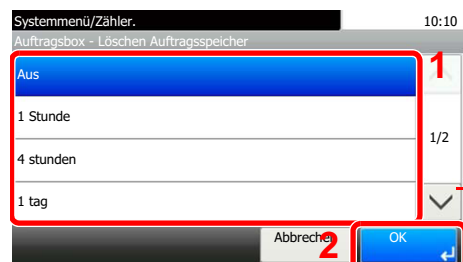 Systemmenü/Zähler. 10:10
Auftragsbox - Löschen Auftragsspeicher
Aus
1
1 Stunde
1/2
4 stunden
1 tag
Abbrechen
2
OK